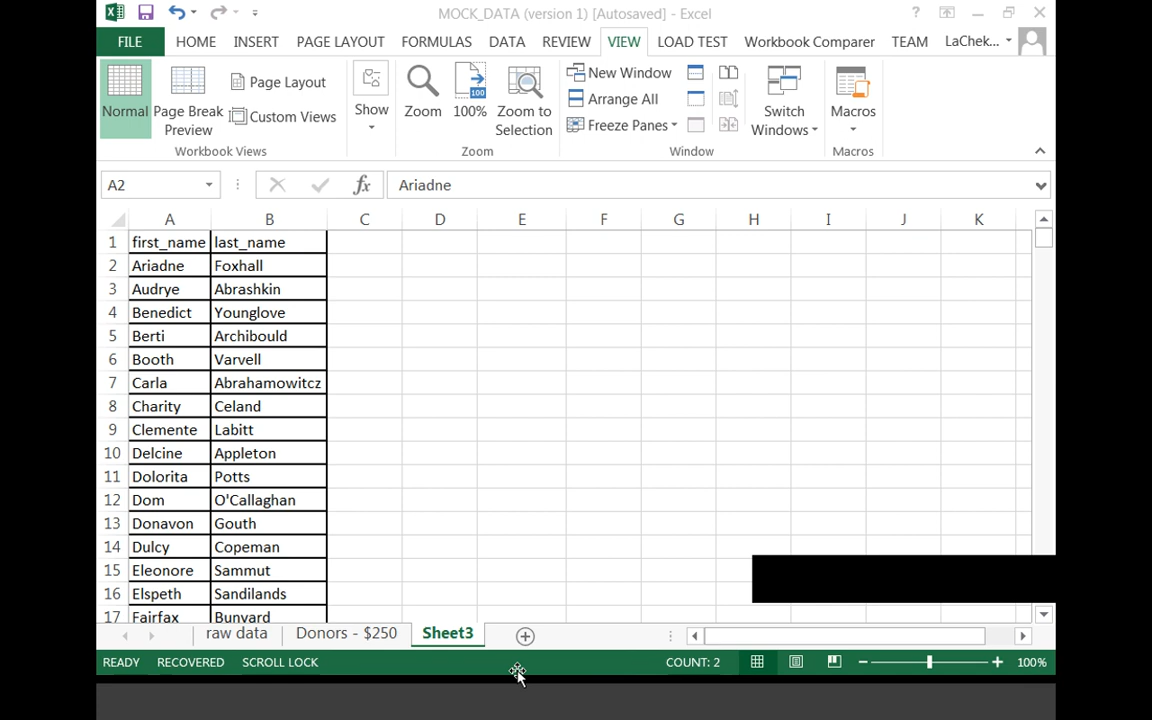 MOCK_DATA (version 1) [Autosaved] - Excel
?
FILE HOME INSERT PAGE LAYOUT FORMULAS DATA REVIEW VIEW LOAD TEST Workbook Comparer TEAM LaChek...
Normal
Page Break Preview
Page Layout
Custom Views
Workbook Views
Show
Zoom
100
100%
Zoom to Selection
Zoom
New Window
Arrange All
Freeze Panes
Switch Windows
Window
Macros
Macros
A2 fx Ariadne
A B C D E F G H I J K
1 first_name last_name
2 Ariadne Foxhall
3 Audrye Abrashkin
4 Benedict Younglove
5 Berti Archibould
6 Booth Varvell
7 Carla Abrahamowitcz
8 Charity Celand
9 Clemente Labitt
10 Delcine Appleton
11 Dolorita Potts
12 Dom O'Callaghan
13 Donavon Gouth
14 Dulcy Copeman
15 Eleonore Sammut
16 Elspeth Sandilands
17 Fairfax Bunyard
raw data Donors - $250 Sheet3
READY RECOVERED SCROLL LOCK COUNT: 2 100%